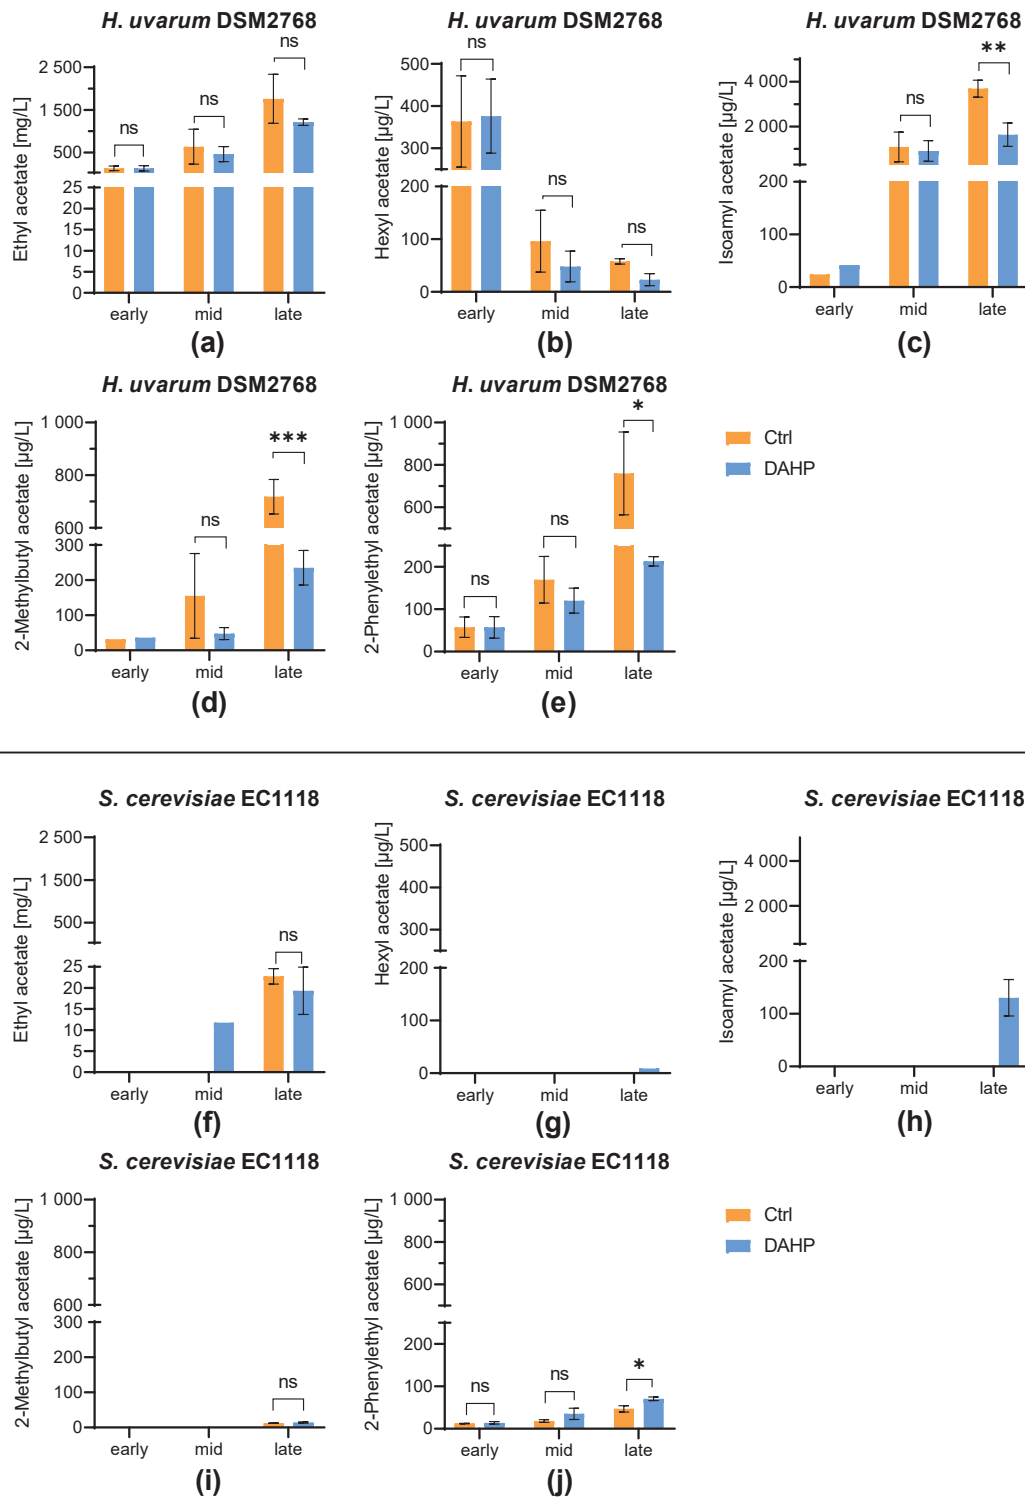 H. uvarum DSM2768
Ethyl acetate [mg/L]
2 500
1 500
500
25
20
15
10
5
0
ns
ns
ns
early mid late
(a)
H. uvarum DSM2768
Hexyl acetate [µg/L]
500
400
300
200
100
0
ns
ns
ns
early mid late
(b)
H. uvarum DSM2768
Isoamyl acetate [µg/L]
4 000
2 000
200
100
0
ns
**
early mid late
(c)
H. uvarum DSM2768
2-Methylbutyl acetate [µg/L]
1 000
800
600
300
200
100
0
ns
***
early mid late
(d)
H. uvarum DSM2768
2-Phenylethyl acetate [µg/L]
1 000
800
600
200
100
0
ns
ns
*
early mid late
(e)
Ctrl
DAHP
S. cerevisiae EC1118
Ethyl acetate [mg/L]
2 500
1 500
500
25
20
15
10
5
0
ns
early mid late
(f)
S. cerevisiae EC1118
Hexyl acetate [µg/L]
500
400
300
200
100
0
early mid late
(g)
S. cerevisiae EC1118
Isoamyl acetate [µg/L]
4 000
2 000
200
100
0
early mid late
(h)
S. cerevisiae EC1118
2-Methylbutyl acetate [µg/L]
1 000
800
600
300
200
100
0
ns
early mid late
(i)
S. cerevisiae EC1118
2-Phenylethyl acetate [µg/L]
1 000
800
600
200
100
0
ns
ns
*
early mid late
(j)
Ctrl
DAHP